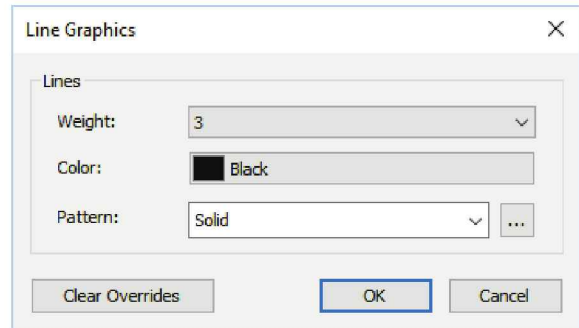 Line Graphics
Lines
Weight: 3
Color: Black
Pattern: Solid ...
Clear Overrides OK Cancel